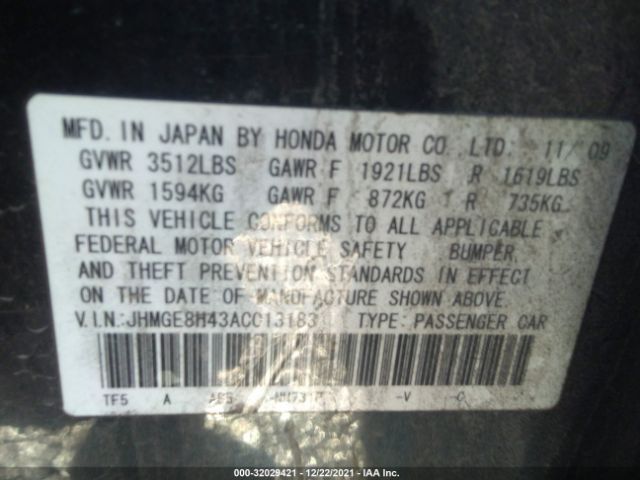 MFD. IN JAPAN BY HONDA MOTOR CO. LTD. 11/09
GVWR 3512LBS GAWR F 1921LBS R 1619LBS
GVWR 1594KG GAWR F 872KG R 735KG
THIS VEHICLE CONFORMS TO ALL APPLICABLE
FEDERAL MOTOR VEHICLE SAFETY BUMPER,
AND THEFT PREVENTION STANDARDS IN EFFECT
ON THE DATE OF MANUFACTURE SHOWN ABOVE.
V.I.N.:JHMGE8H43AC013183 TYPE: PASSENGER CAR
TF5 A -V
000-32029421 - 12/22/2021 - IAA Inc.